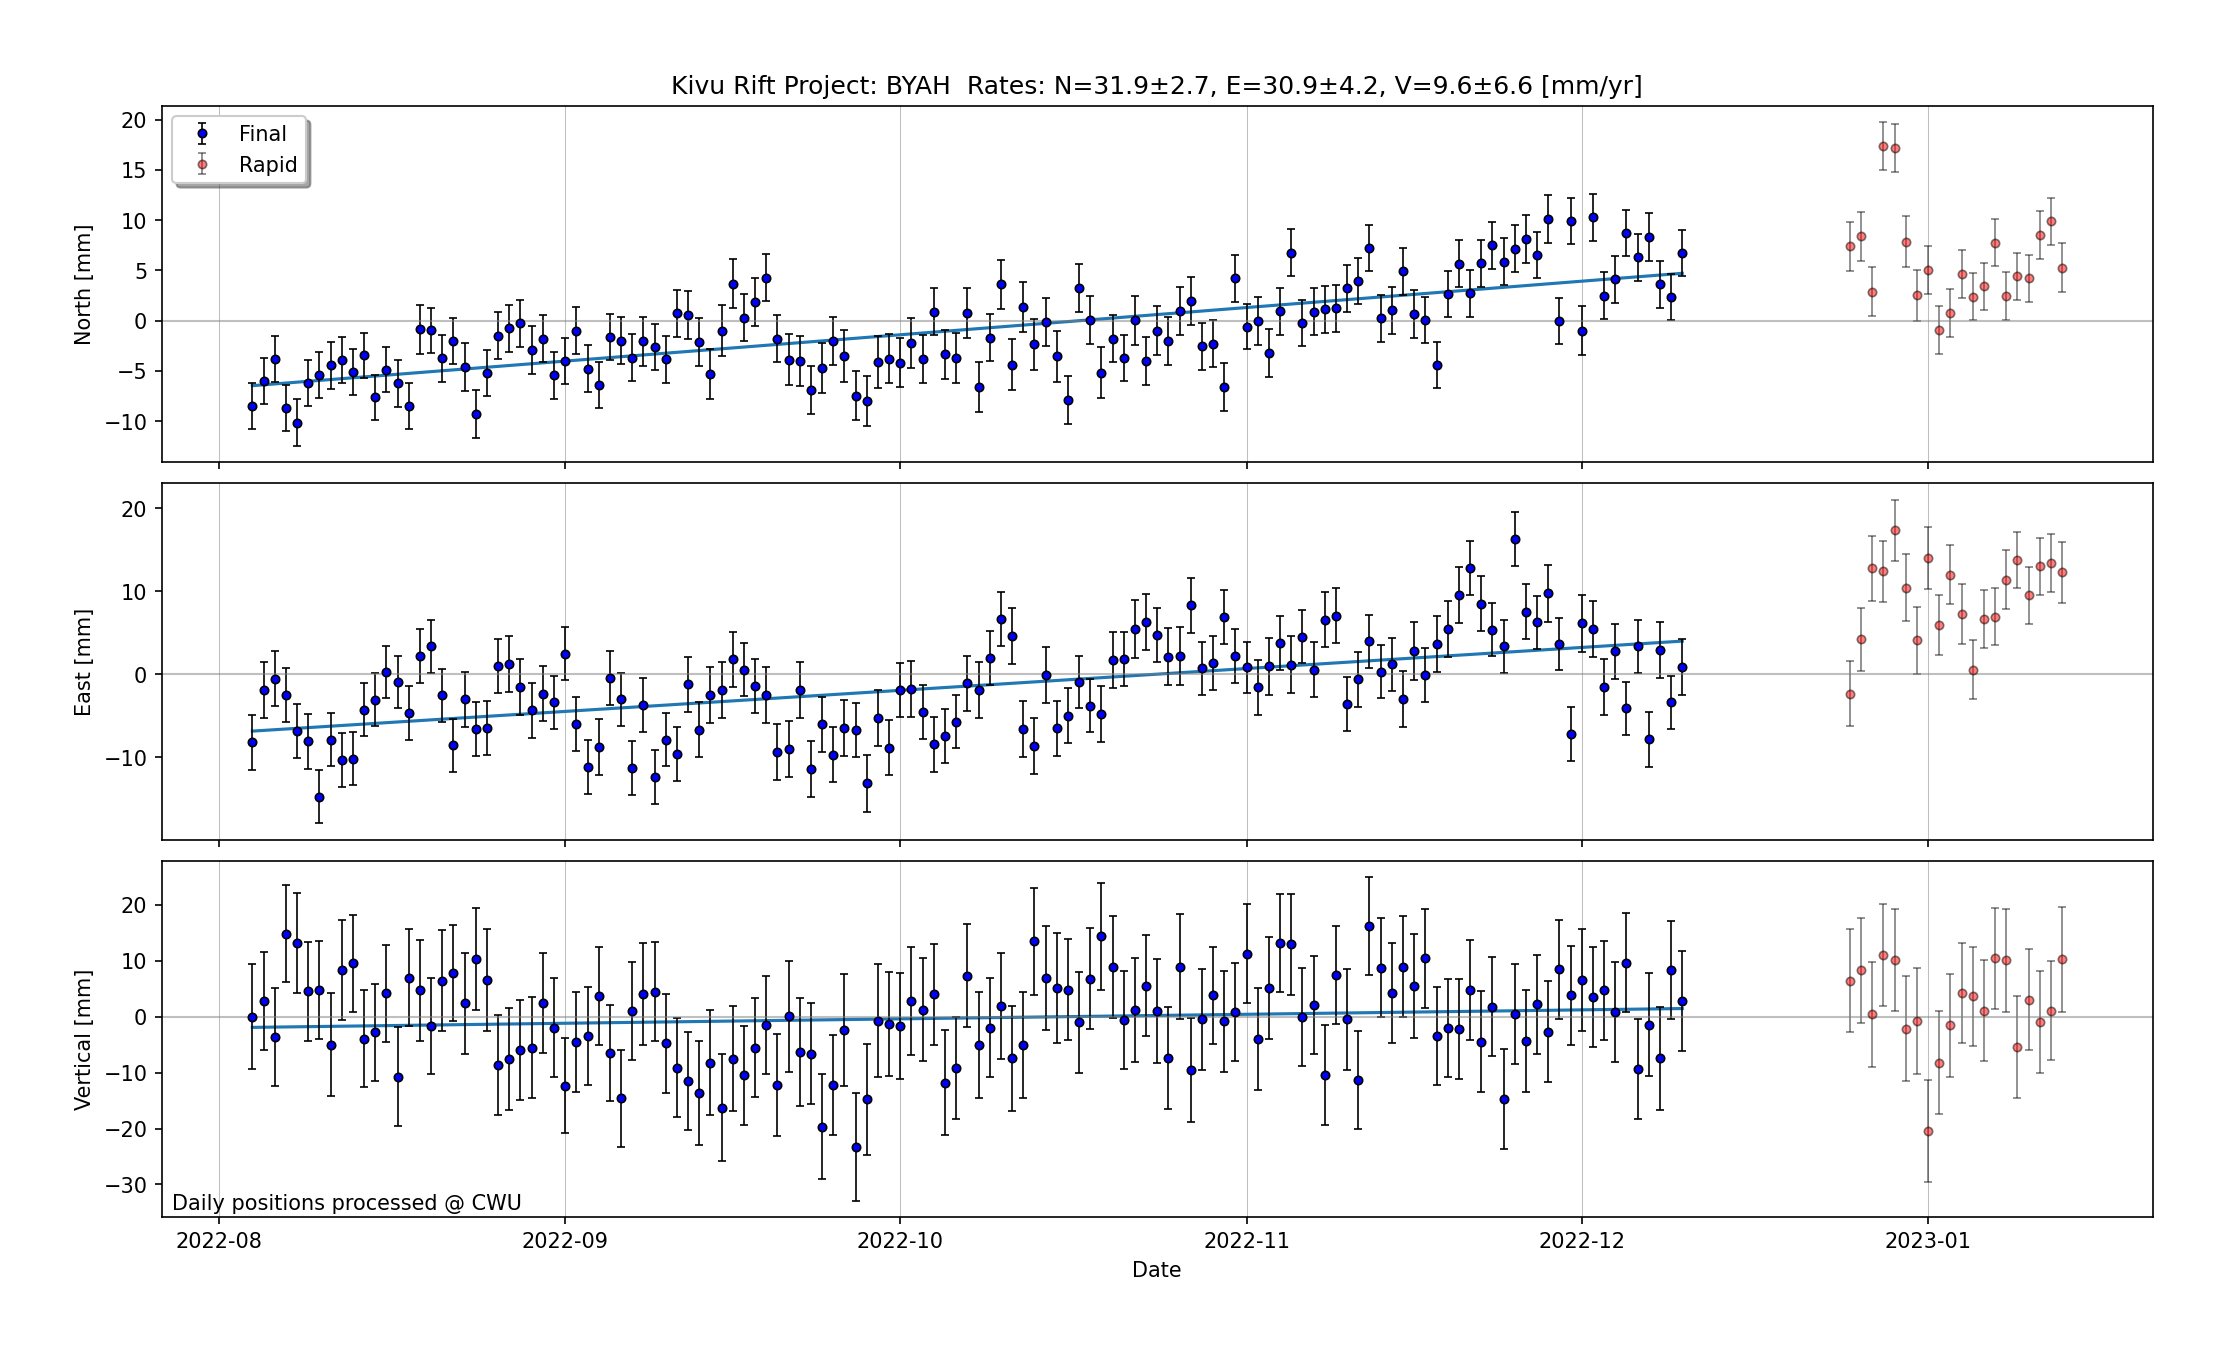 Kivu Rift Project: BYAH  Rates: N=31.9±2.7, E=30.9±4.2, V=9.6±6.6 [mm/yr]
Final
Rapid
North [mm]
20
15
10
5
0
−5
−10
East [mm]
20
10
0
−10
Vertical [mm]
20
10
0
−10
−20
−30
Daily positions processed @ CWU
2022-08 2022-09 2022-10 2022-11 2022-12 2023-01
Date